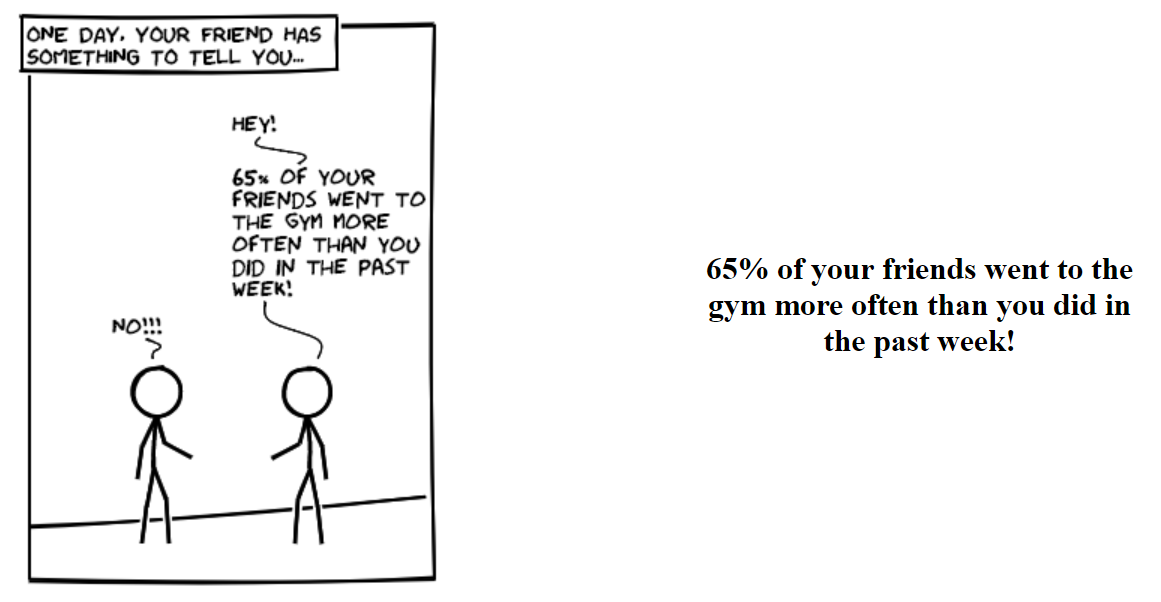 ONE DAY, YOUR FRIEND HAS
SOMETHING TO TELL YOU...
HEY!
65% OF YOUR
FRIENDS WENT TO
THE GYM MORE
OFTEN THAN YOU
DID IN THE PAST
WEEK!
NO!!!
65% of your friends went to the
gym more often than you did in
the past week!